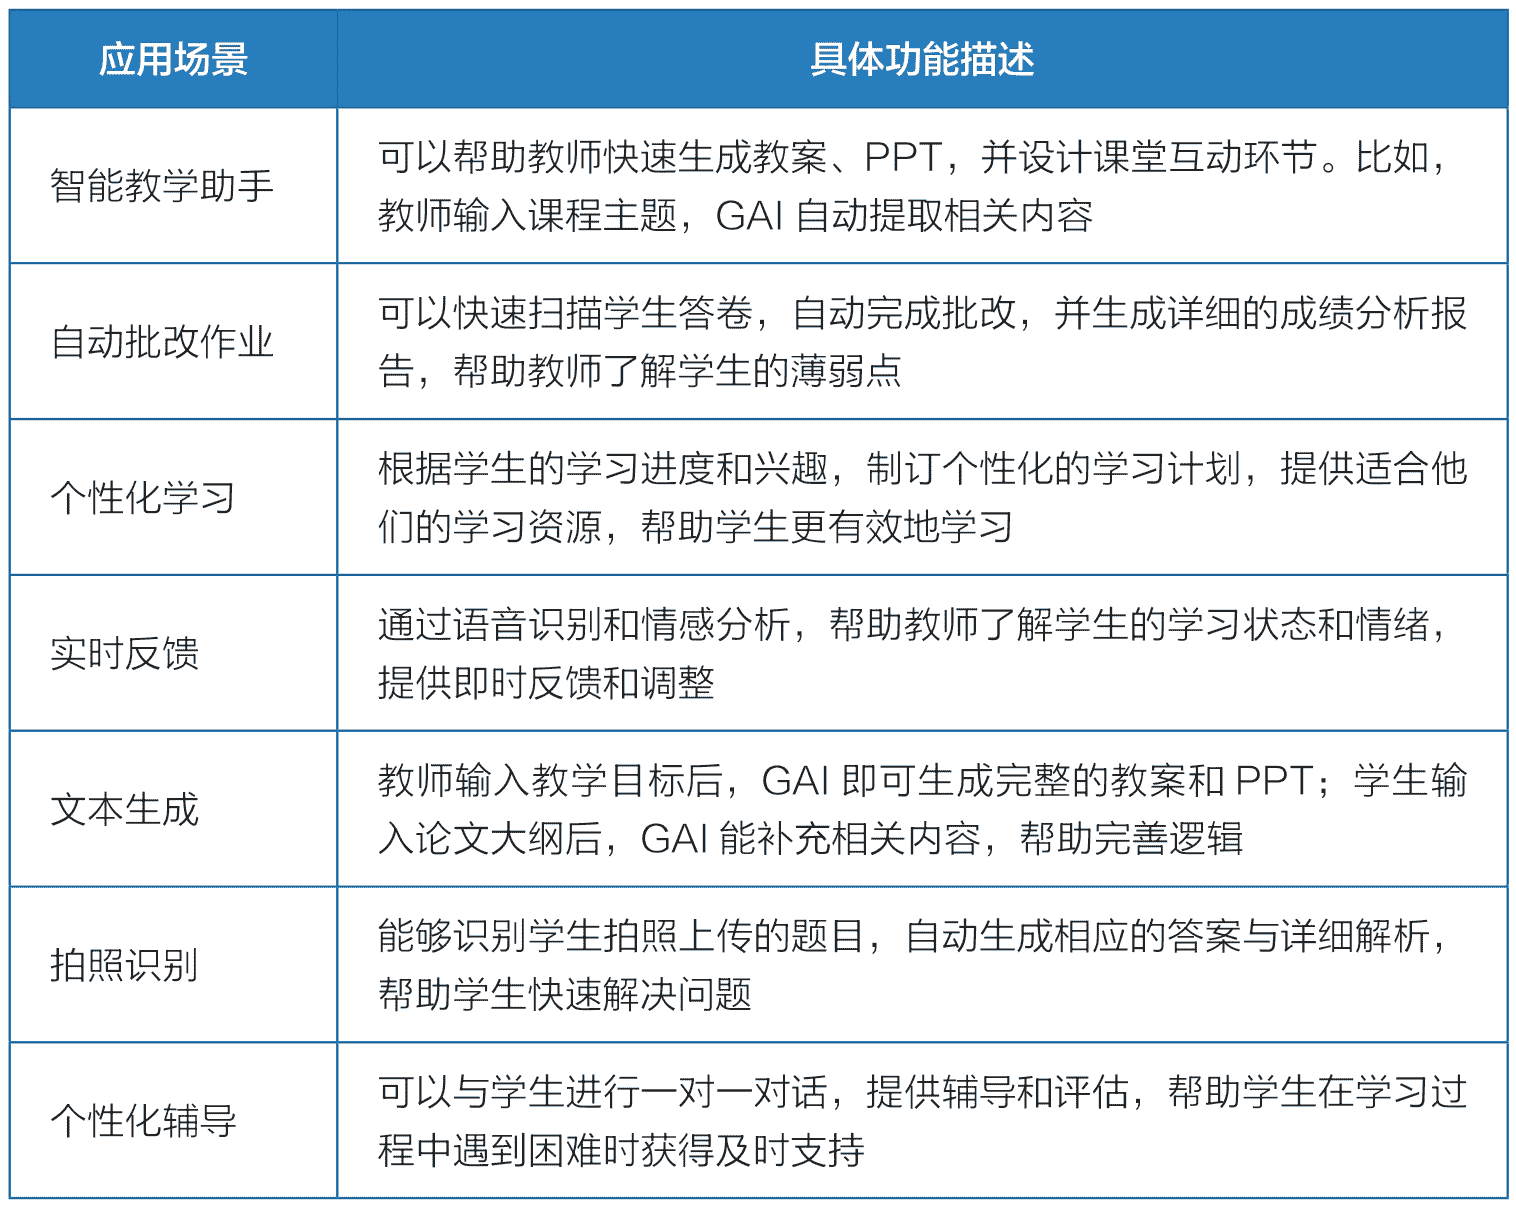 应用场景
具体功能描述
智能教学助手
可以帮助教师快速生成教案、PPT，并设计课堂互动环节。比如，
教师输入课程主题，GAI 自动提取相关内容
自动批改作业
可以快速扫描学生答卷，自动完成批改，并生成详细的成绩分析报
告，帮助教师了解学生的薄弱点
个性化学习
根据学生的学习进度和兴趣，制订个性化的学习计划，提供适合他
们的学习资源，帮助学生更有效地学习
实时反馈
通过语音识别和情感分析，帮助教师了解学生的学习状态和情绪，
提供即时反馈和调整
文本生成
教师输入教学目标后，GAI 即可生成完整的教案和 PPT；学生输
入论文大纲后，GAI 能补充相关内容，帮助完善逻辑
拍照识别
能够识别学生拍照上传的题目，自动生成相应的答案与详细解析，
帮助学生快速解决问题
个性化辅导
可以与学生进行一对一对话，提供辅导和评估，帮助学生在学习过
程中遇到困难时获得及时支持